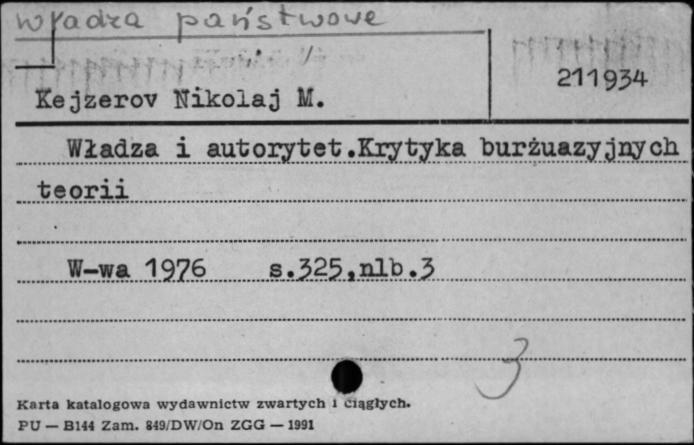 władza państwowe
211934
Kejzerov Nikolaj M.
Władza i autorytet.Krytyka burżuazyjnych
teorii
W-wa 1976 s.325,nlb.3
3
Karta katalogowa wydawnictw zwartych i ciągłych.
PU — B144 Zam. 849/DW/On ZGG — 1991